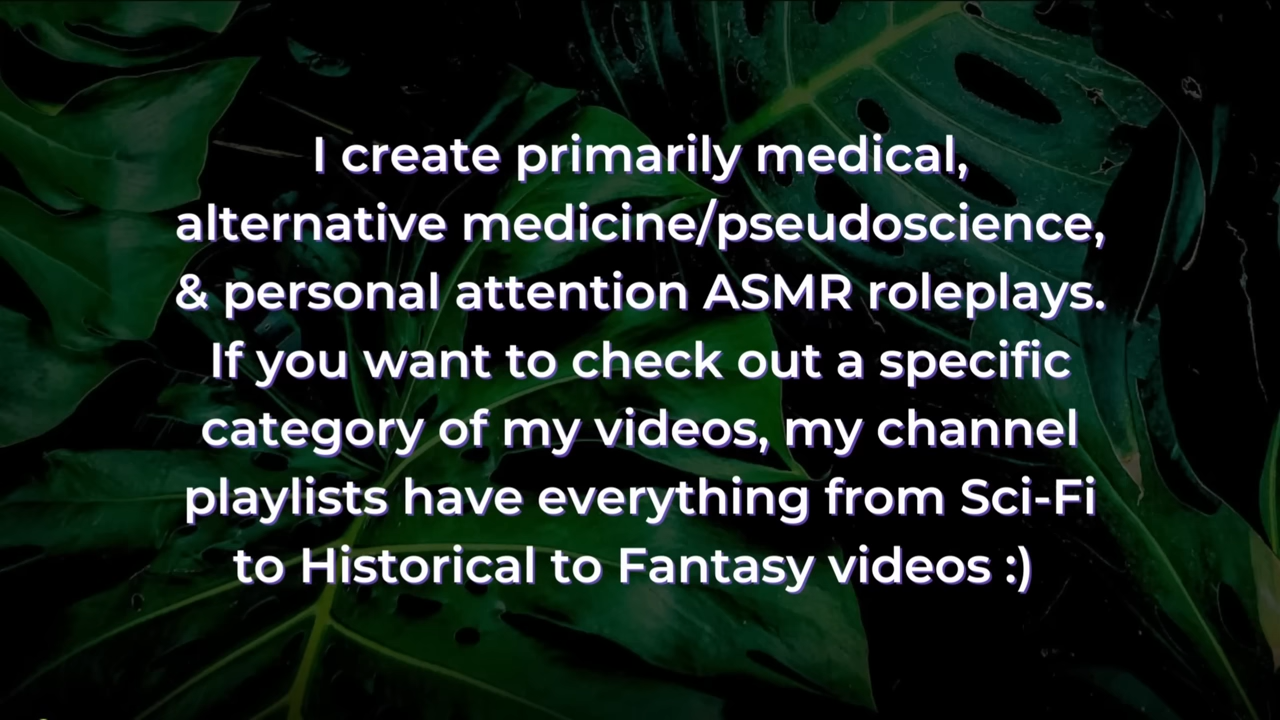 I create primarily medical,
alternative medicine/pseudoscience,
& personal attention ASMR roleplays.
If you want to check out a specific
category of my videos, my channel
playlists have everything from Sci-Fi
to Historical to Fantasy videos :)